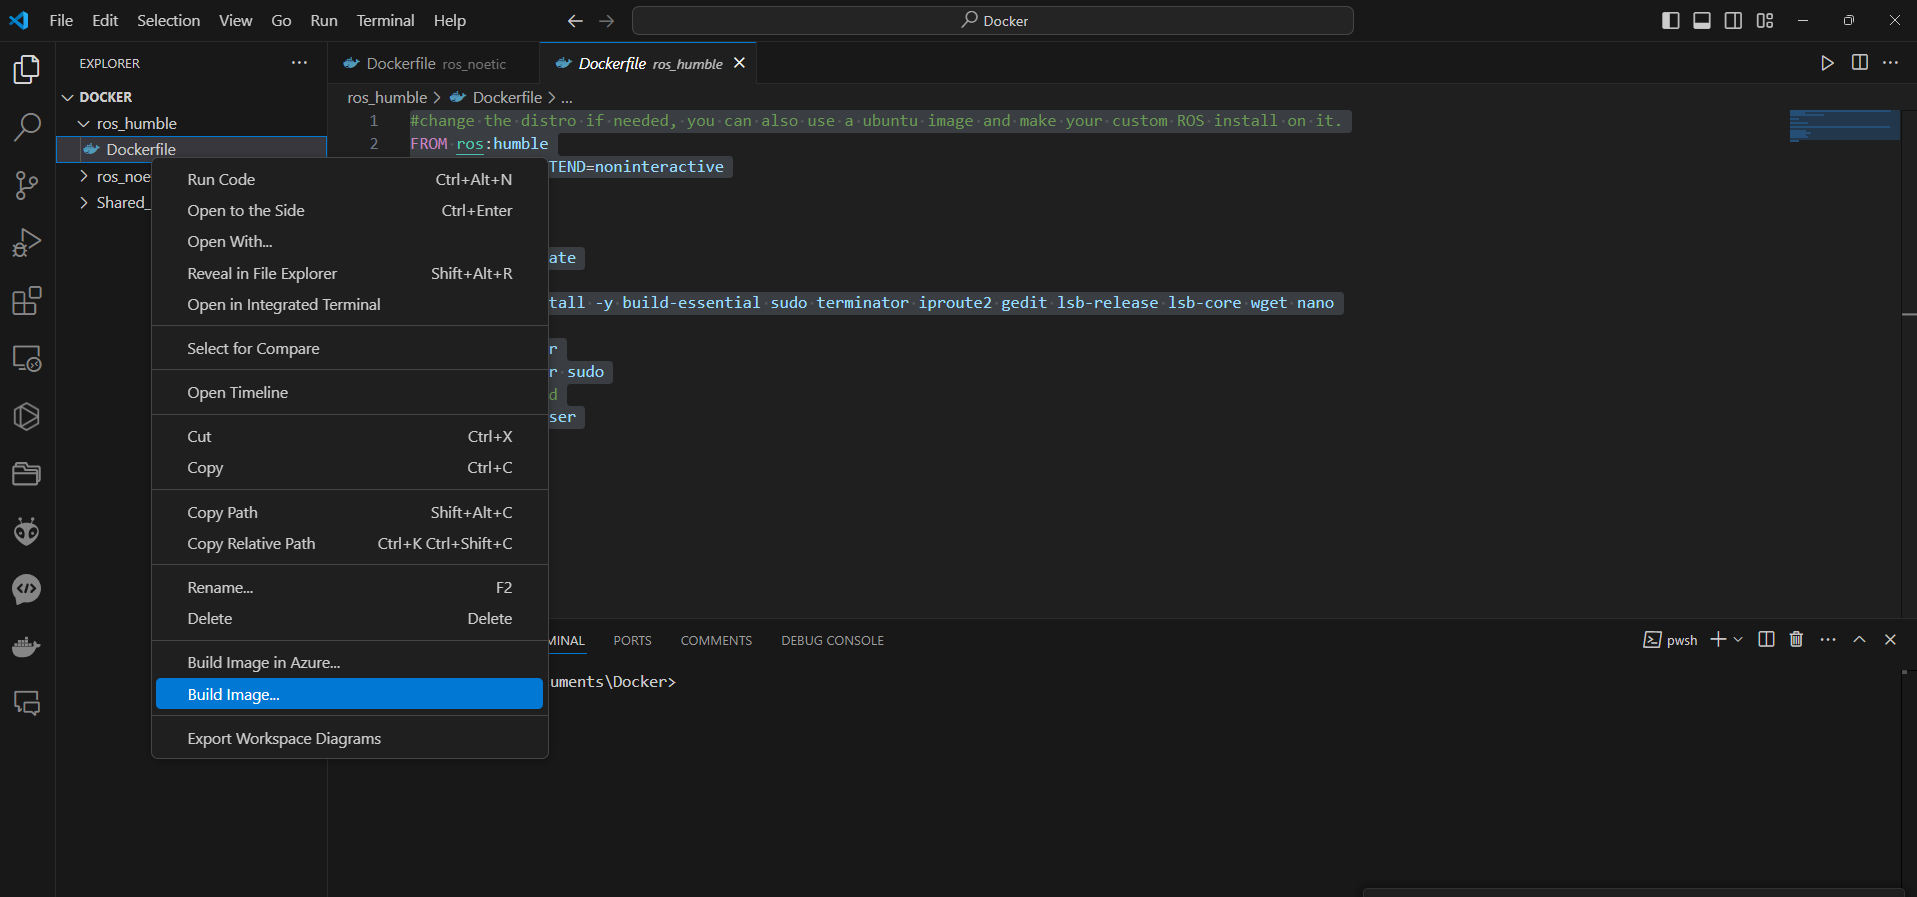 File Edit Selection View Go Run Terminal Help
Docker
EXPLORER
Dockerfile ros_noetic
Dockerfile ros_humble
DOCKER
ros_humble
Dockerfile
ros_noe
Shared_
ros_humble > Dockerfile > ...
1 #change the distro if needed, you can also use a ubuntu image and make your custom ROS install on it.
2 FROM ros:humble
TEND=noninteractive
ate
tall -y build-essential sudo terminator iproute2 gedit lsb-release lsb-core wget nano
r
r sudo
d
ser
Run Code Ctrl+Alt+N
Open to the Side Ctrl+Enter
Open With...
Reveal in File Explorer Shift+Alt+R
Open in Integrated Terminal
Select for Compare
Open Timeline
Cut Ctrl+X
Copy Ctrl+C
Copy Path Shift+Alt+C
Copy Relative Path Ctrl+K Ctrl+Shift+C
Rename... F2
Delete Delete
Build Image in Azure...
Build Image...
Export Workspace Diagrams
MINAL PORTS COMMENTS DEBUG CONSOLE
pwsh
uments\Docker>